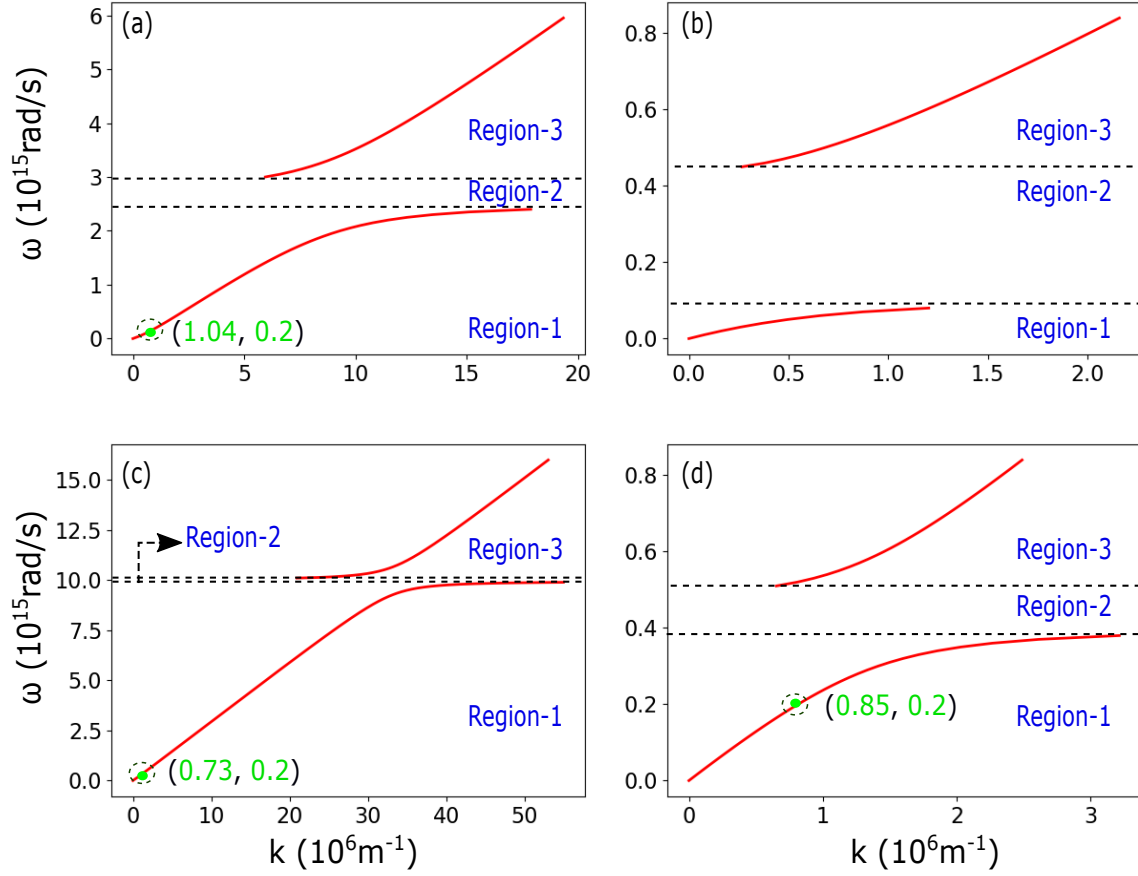 (a)
ω (10¹⁵rad/s)
6
5
4
3
2
1
0
Region-3
Region-2
Region-1
(1.04, 0.2)
0 5 10 15 20
(b)
0.8
0.6
0.4
0.2
0.0
Region-3
Region-2
Region-1
0.0 0.5 1.0 1.5 2.0
(c)
ω (10¹⁵rad/s)
15.0
12.5
10.0
7.5
5.0
2.5
0.0
Region-2
Region-3
Region-1
(0.73, 0.2)
0 10 20 30 40 50
k (10⁶m⁻¹)
(d)
0.8
0.6
0.4
0.2
0.0
Region-3
Region-2
Region-1
(0.85, 0.2)
0 1 2 3
k (10⁶m⁻¹)